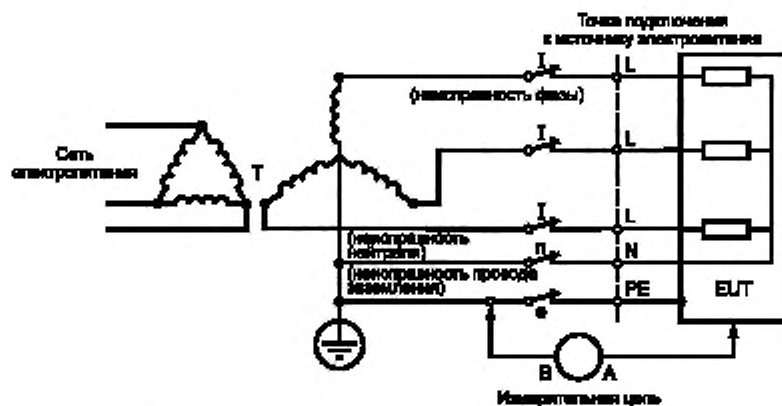 Точка подключения
к источнику электропитания
I
L
(неисправность фазы)
Сеть
электропитания
T
I
L
I
L
(неисправность
нейтрали)
п
N
(неисправность провода
заземления)
e
PE
EUT
B
A
Измерительная цепь